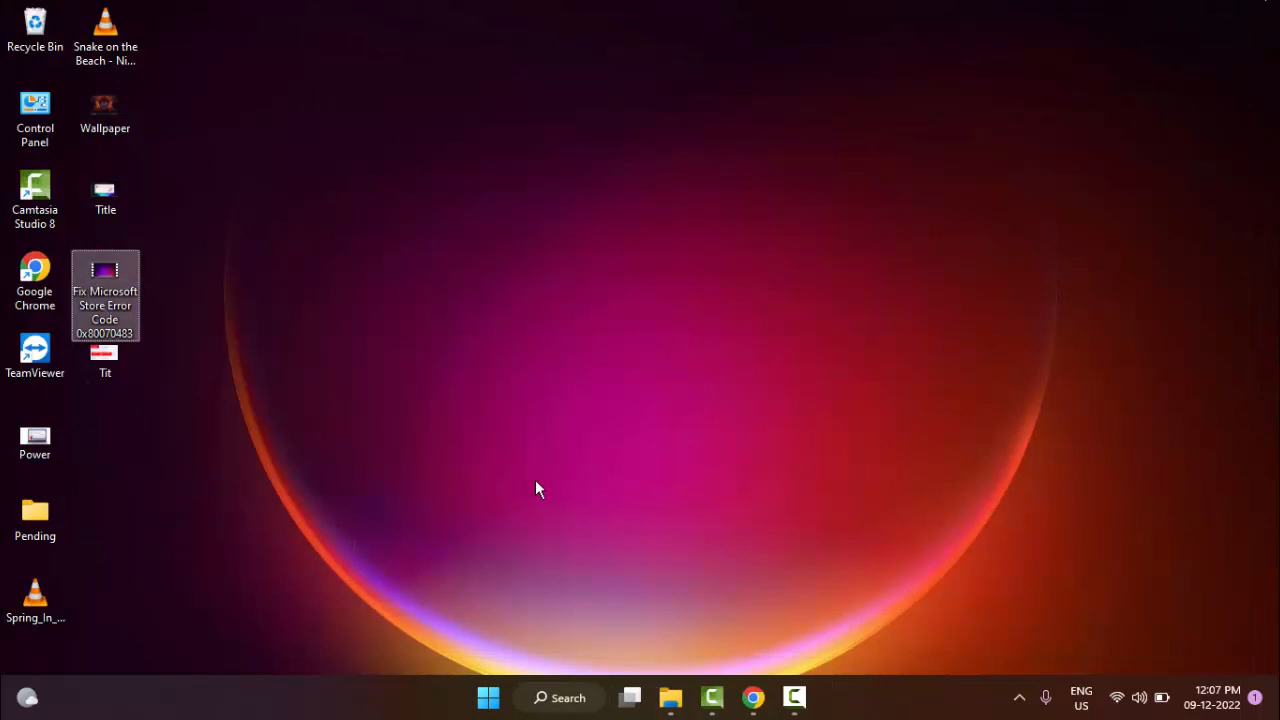 Recycle Bin
Snake on the
Beach - Ni...
Control
Panel
Wallpaper
Camtasia
Studio 8
Title
Google
Chrome
Fix Microsoft
Store Error
Code
0x80070483
TeamViewer
Tit
Power
Pending
Spring_In_...
Search
ENG
US
12:07 PM
09-12-2022
1